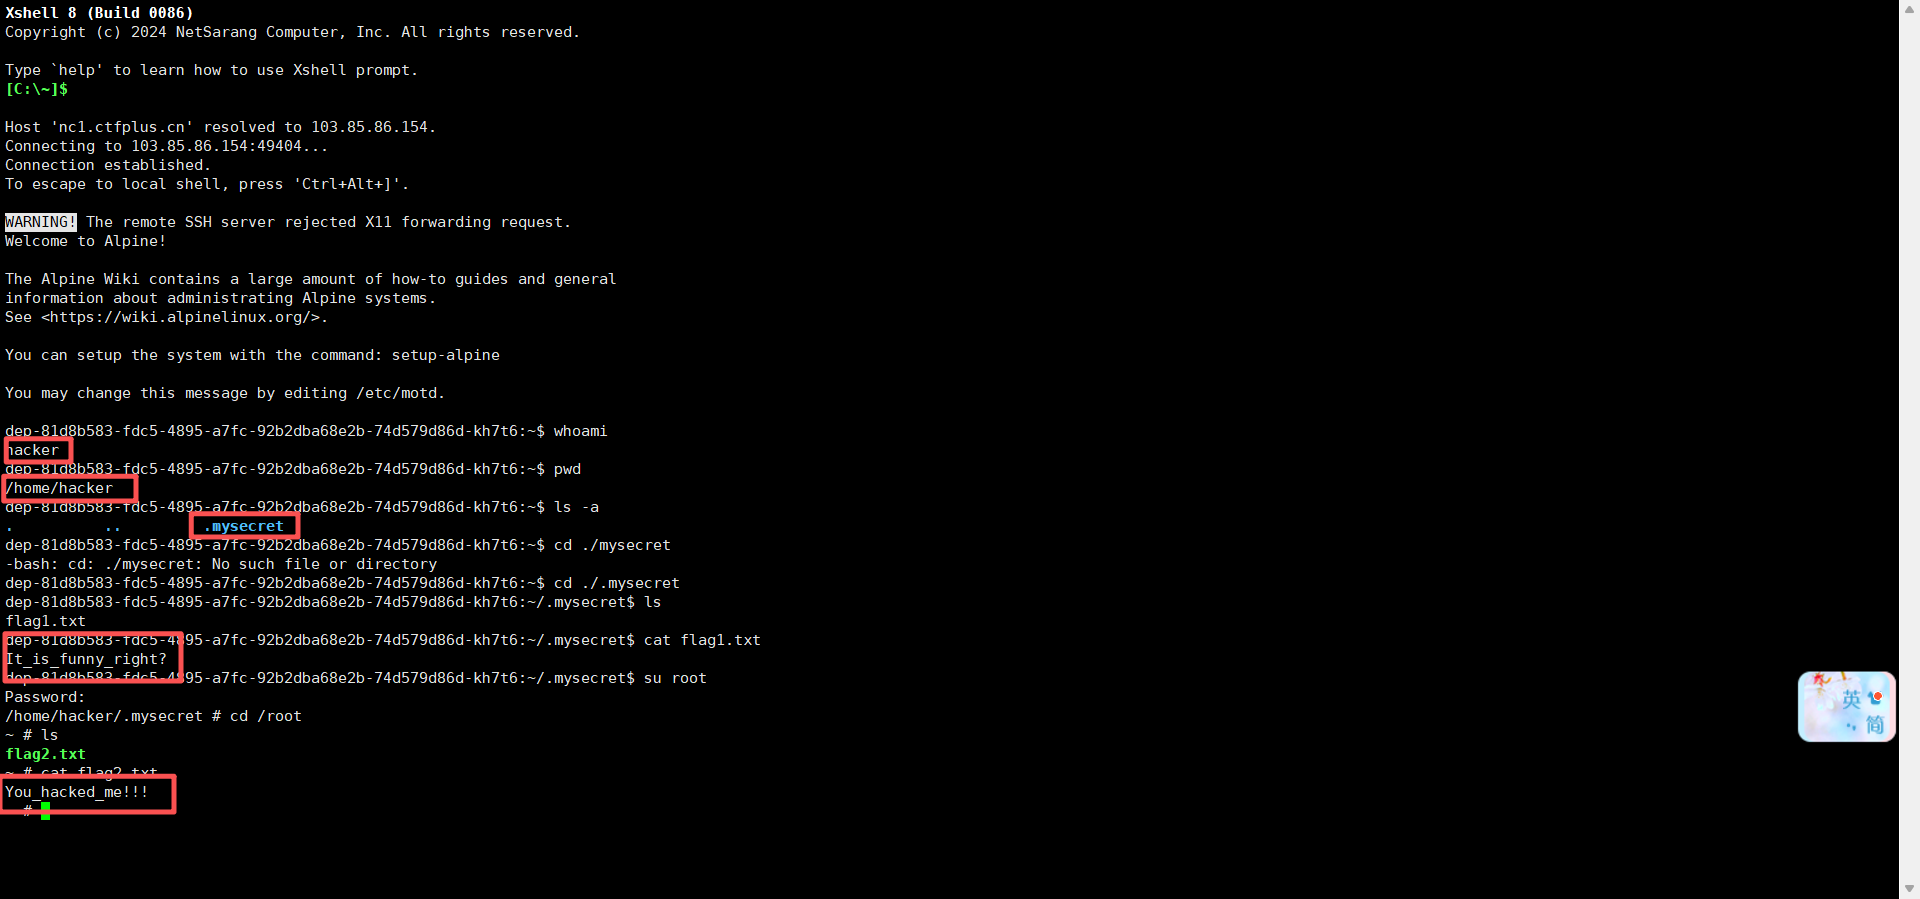 Xshell 8 (Build 0086)
Copyright (c) 2024 NetSarang Computer, Inc. All rights reserved.
Type `help' to learn how to use Xshell prompt.
[C:\~]$
Host 'nc1.ctfplus.cn' resolved to 103.85.86.154.
Connecting to 103.85.86.154:49404...
Connection established.
To escape to local shell, press 'Ctrl+Alt+]'.
WARNING! The remote SSH server rejected X11 forwarding request.
Welcome to Alpine!
The Alpine Wiki contains a large amount of how-to guides and general
information about administrating Alpine systems.
See <https://wiki.alpinelinux.org/>.
You can setup the system with the command: setup-alpine
You may change this message by editing /etc/motd.
dep-81d8b583-fdc5-4895-a7fc-92b2dba68e2b-74d579d86d-kh7t6:~$ whoami
hacker
dep-81d8b583-fdc5-4895-a7fc-92b2dba68e2b-74d579d86d-kh7t6:~$ pwd
/home/hacker
dep-81d8b583-fdc5-4895-a7fc-92b2dba68e2b-74d579d86d-kh7t6:~$ ls -a
. .. .mysecret
dep-81d8b583-fdc5-4895-a7fc-92b2dba68e2b-74d579d86d-kh7t6:~$ cd ./mysecret
-bash: cd: ./mysecret: No such file or directory
dep-81d8b583-fdc5-4895-a7fc-92b2dba68e2b-74d579d86d-kh7t6:~$ cd ./.mysecret
dep-81d8b583-fdc5-4895-a7fc-92b2dba68e2b-74d579d86d-kh7t6:~/.mysecret$ ls
flag1.txt
dep-81d8b583-fdc5-4895-a7fc-92b2dba68e2b-74d579d86d-kh7t6:~/.mysecret$ cat flag1.txt
It_is_funny_right?
dep-81d8b583-fdc5-4895-a7fc-92b2dba68e2b-74d579d86d-kh7t6:~/.mysecret$ su root
Password:
/home/hacker/.mysecret # cd /root
~ # ls
flag2.txt
~ # cat flag2.txt
You_hacked_me!!!
~ #
英
简